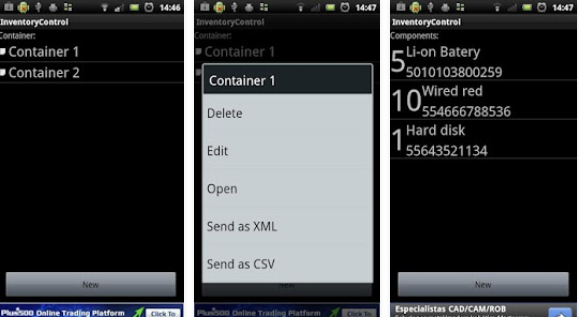 14:46
InventoryControl
Container:
Container 1
Container 2
New
Plus500 Online Trading Platform
Click To
14:47
InventoryControl
Container:
Container 1
Container 1
Delete
Edit
Open
Send as XML
Send as CSV
New
Plus500 Online Trading Platform
Click To
14:47
InventoryControl
Components:
5 Li-on Batery
5010103800259
10 Wired red
554666788536
1 Hard disk
55643521134
New
Especialistas CAD/CAM/ROB